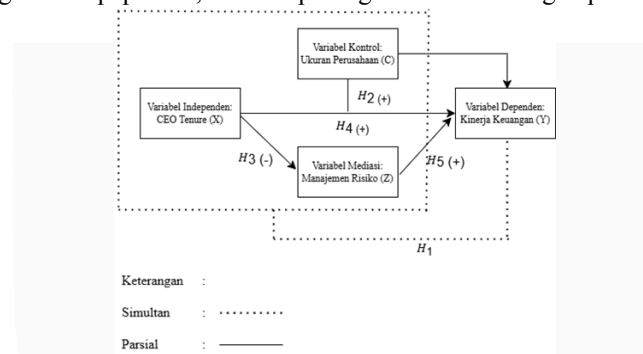 Variabel Kontrol:
Ukuran Perusahaan (C)
H2 (+)
Variabel Independen:
CEO Tenure (X)
Variabel Dependen:
Kinerja Keuangan (Y)
H4 (+)
H3 (-)
Variabel Mediasi:
Manajemen Risiko (Z)
H5 (+)
H1
Keterangan :
Simultan :
Parsial :